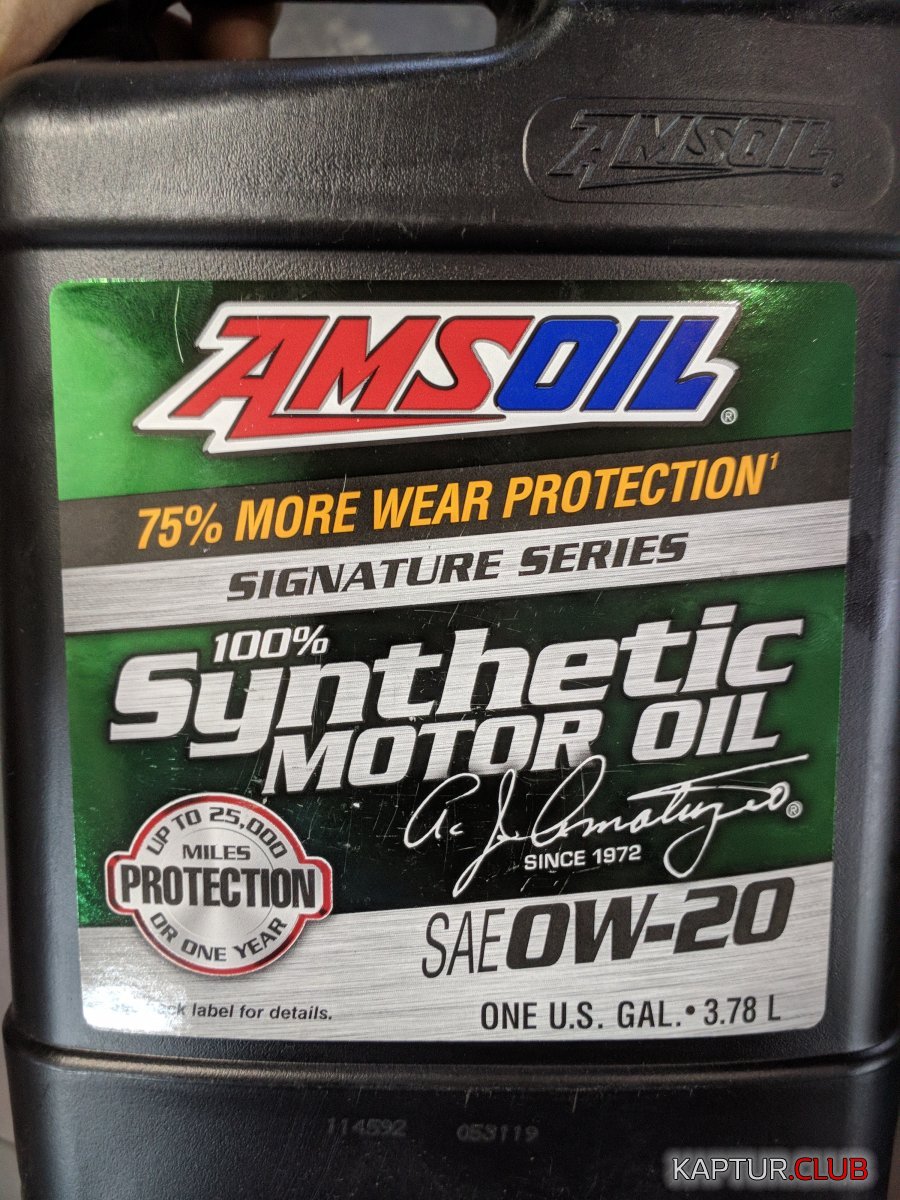 AMSOIL
AMSOIL®
75% MORE WEAR PROTECTION¹
SIGNATURE SERIES
100%
Synthetic
MOTOR OIL
A. J. Amatuzio®
SINCE 1972
UP TO 25,000
MILES
PROTECTION
OR ONE YEAR
SAE 0W-20
label for details.
ONE U.S. GAL. • 3.78 L
114592 053119
KAPTUR.CLUB